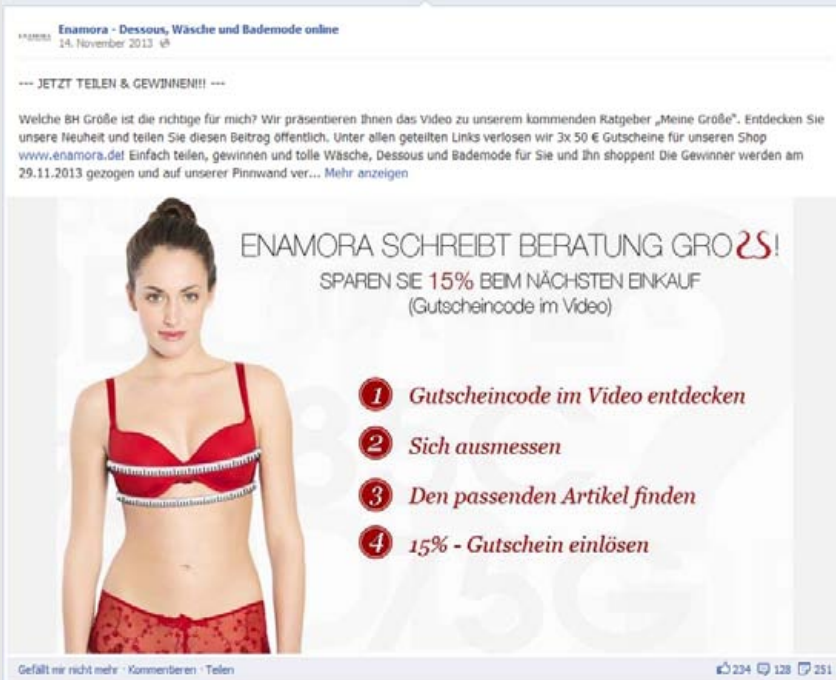 Enamora - Dessous, Wäsche und Bademode online
14. November 2013
--- JETZT TEILEN & GEWINNEN!!! ---
Welche BH Größe ist die richtige für mich? Wir präsentieren Ihnen das Video zu unserem kommenden Ratgeber „Meine Größe". Entdecken Sie
unsere Neuheit und teilen Sie diesen Beitrag öffentlich. Unter allen geteilten Links verlosen wir 3x 50 € Gutscheine für unseren Shop
www.enamora.de! Einfach teilen, gewinnen und tolle Wäsche, Dessous und Bademode für Sie und Ihn shoppen! Die Gewinner werden am
29.11.2013 gezogen und auf unserer Pinnwand ver... Mehr anzeigen
ENAMORA SCHREIBT BERATUNG GROSS!
SPAREN SIE 15% BEIM NÄCHSTEN EINKAUF
(Gutscheincode im Video)
1 Gutscheincode im Video entdecken
2 Sich ausmessen
3 Den passenden Artikel finden
4 15% - Gutschein einlösen
Gefällt mir nicht mehr · Kommentieren · Teilen 234 128 251